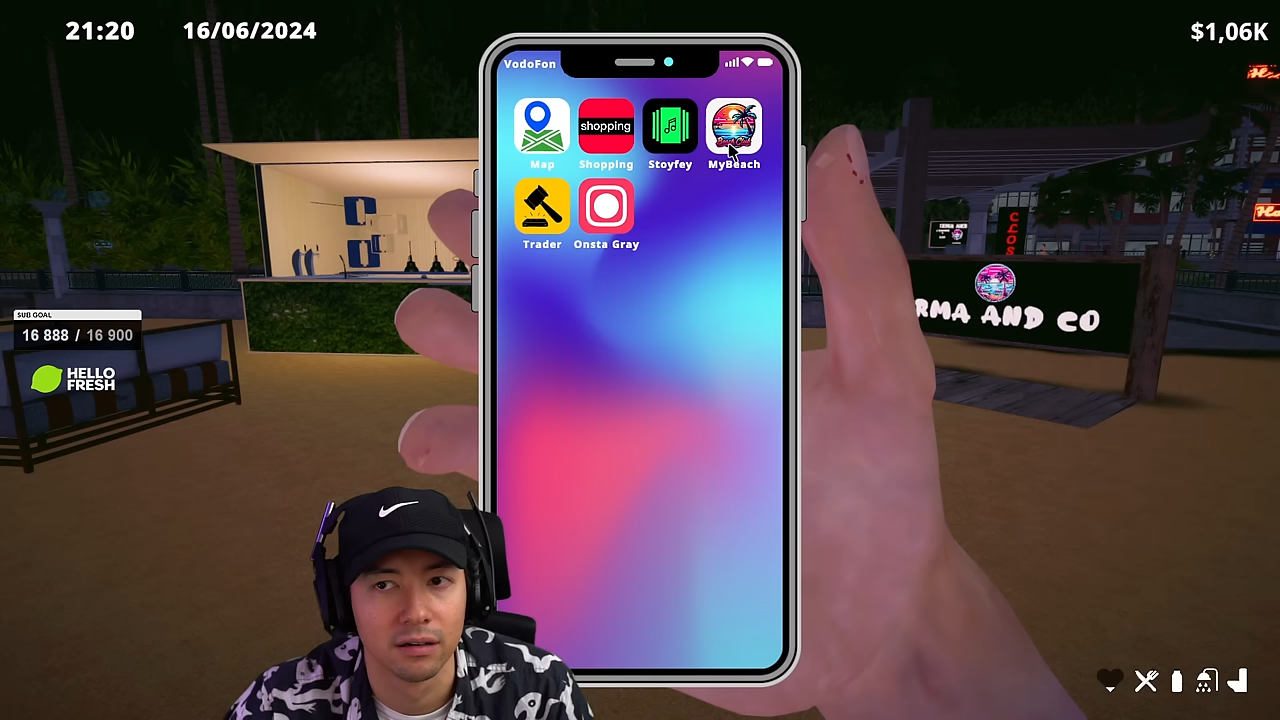 21:20 16/06/2024
$1,06K
VodoFon
shopping
Map Shopping Stoyfey MyBeach
Trader Onsta Gray
SUB GOAL
16 888 / 16 900
HELLO
FRESH
CLOS
RMA AND CO